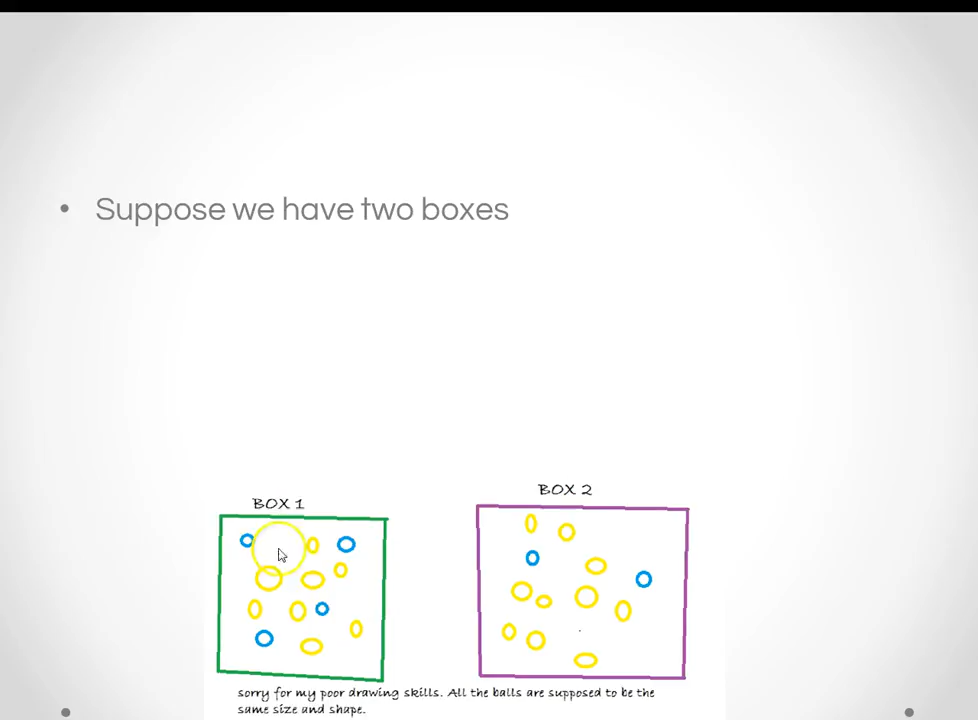 • Suppose we have two boxes
BOX 1
BOX 2
sorry for my poor drawing skills. All the balls are supposed to be the
same size and shape.